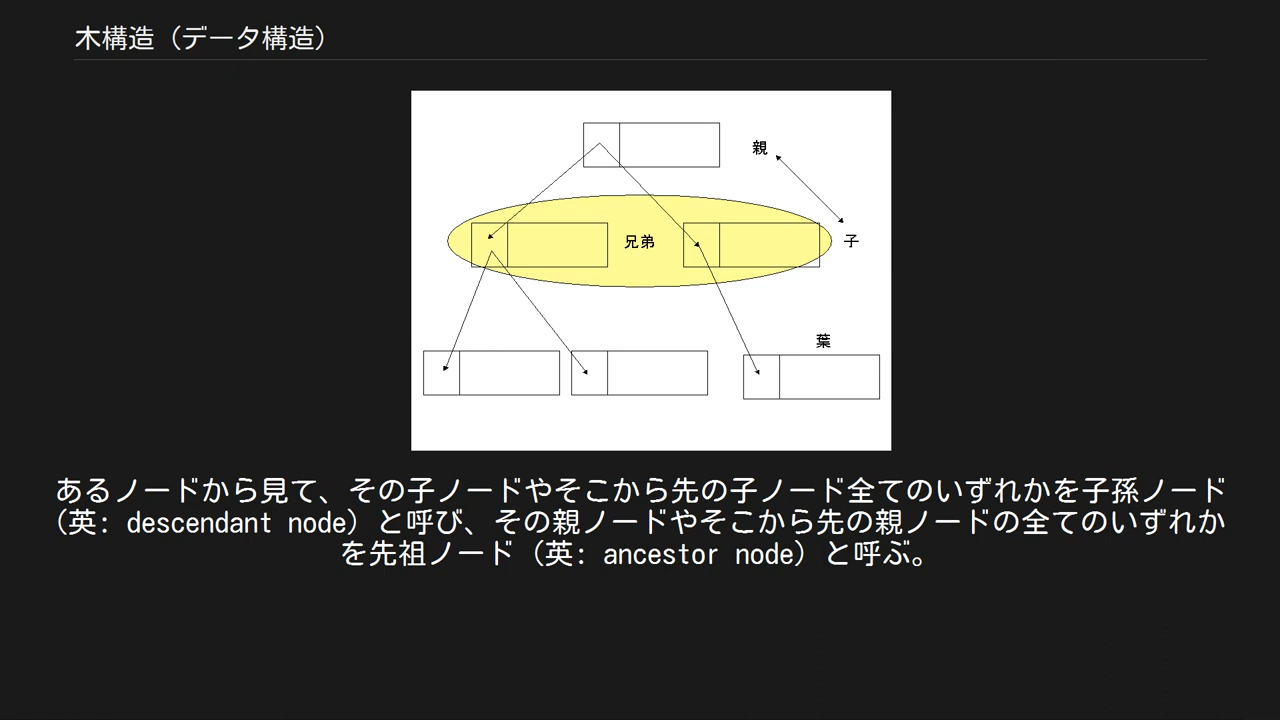 木構造（データ構造）
親
兄弟
子
葉
あるノードから見て、その子ノードやそこから先の子ノード全てのいずれかを子孫ノード
（英: descendant node）と呼び、その親ノードやそこから先の親ノードの全てのいずれか
を先祖ノード（英: ancestor node）と呼ぶ。